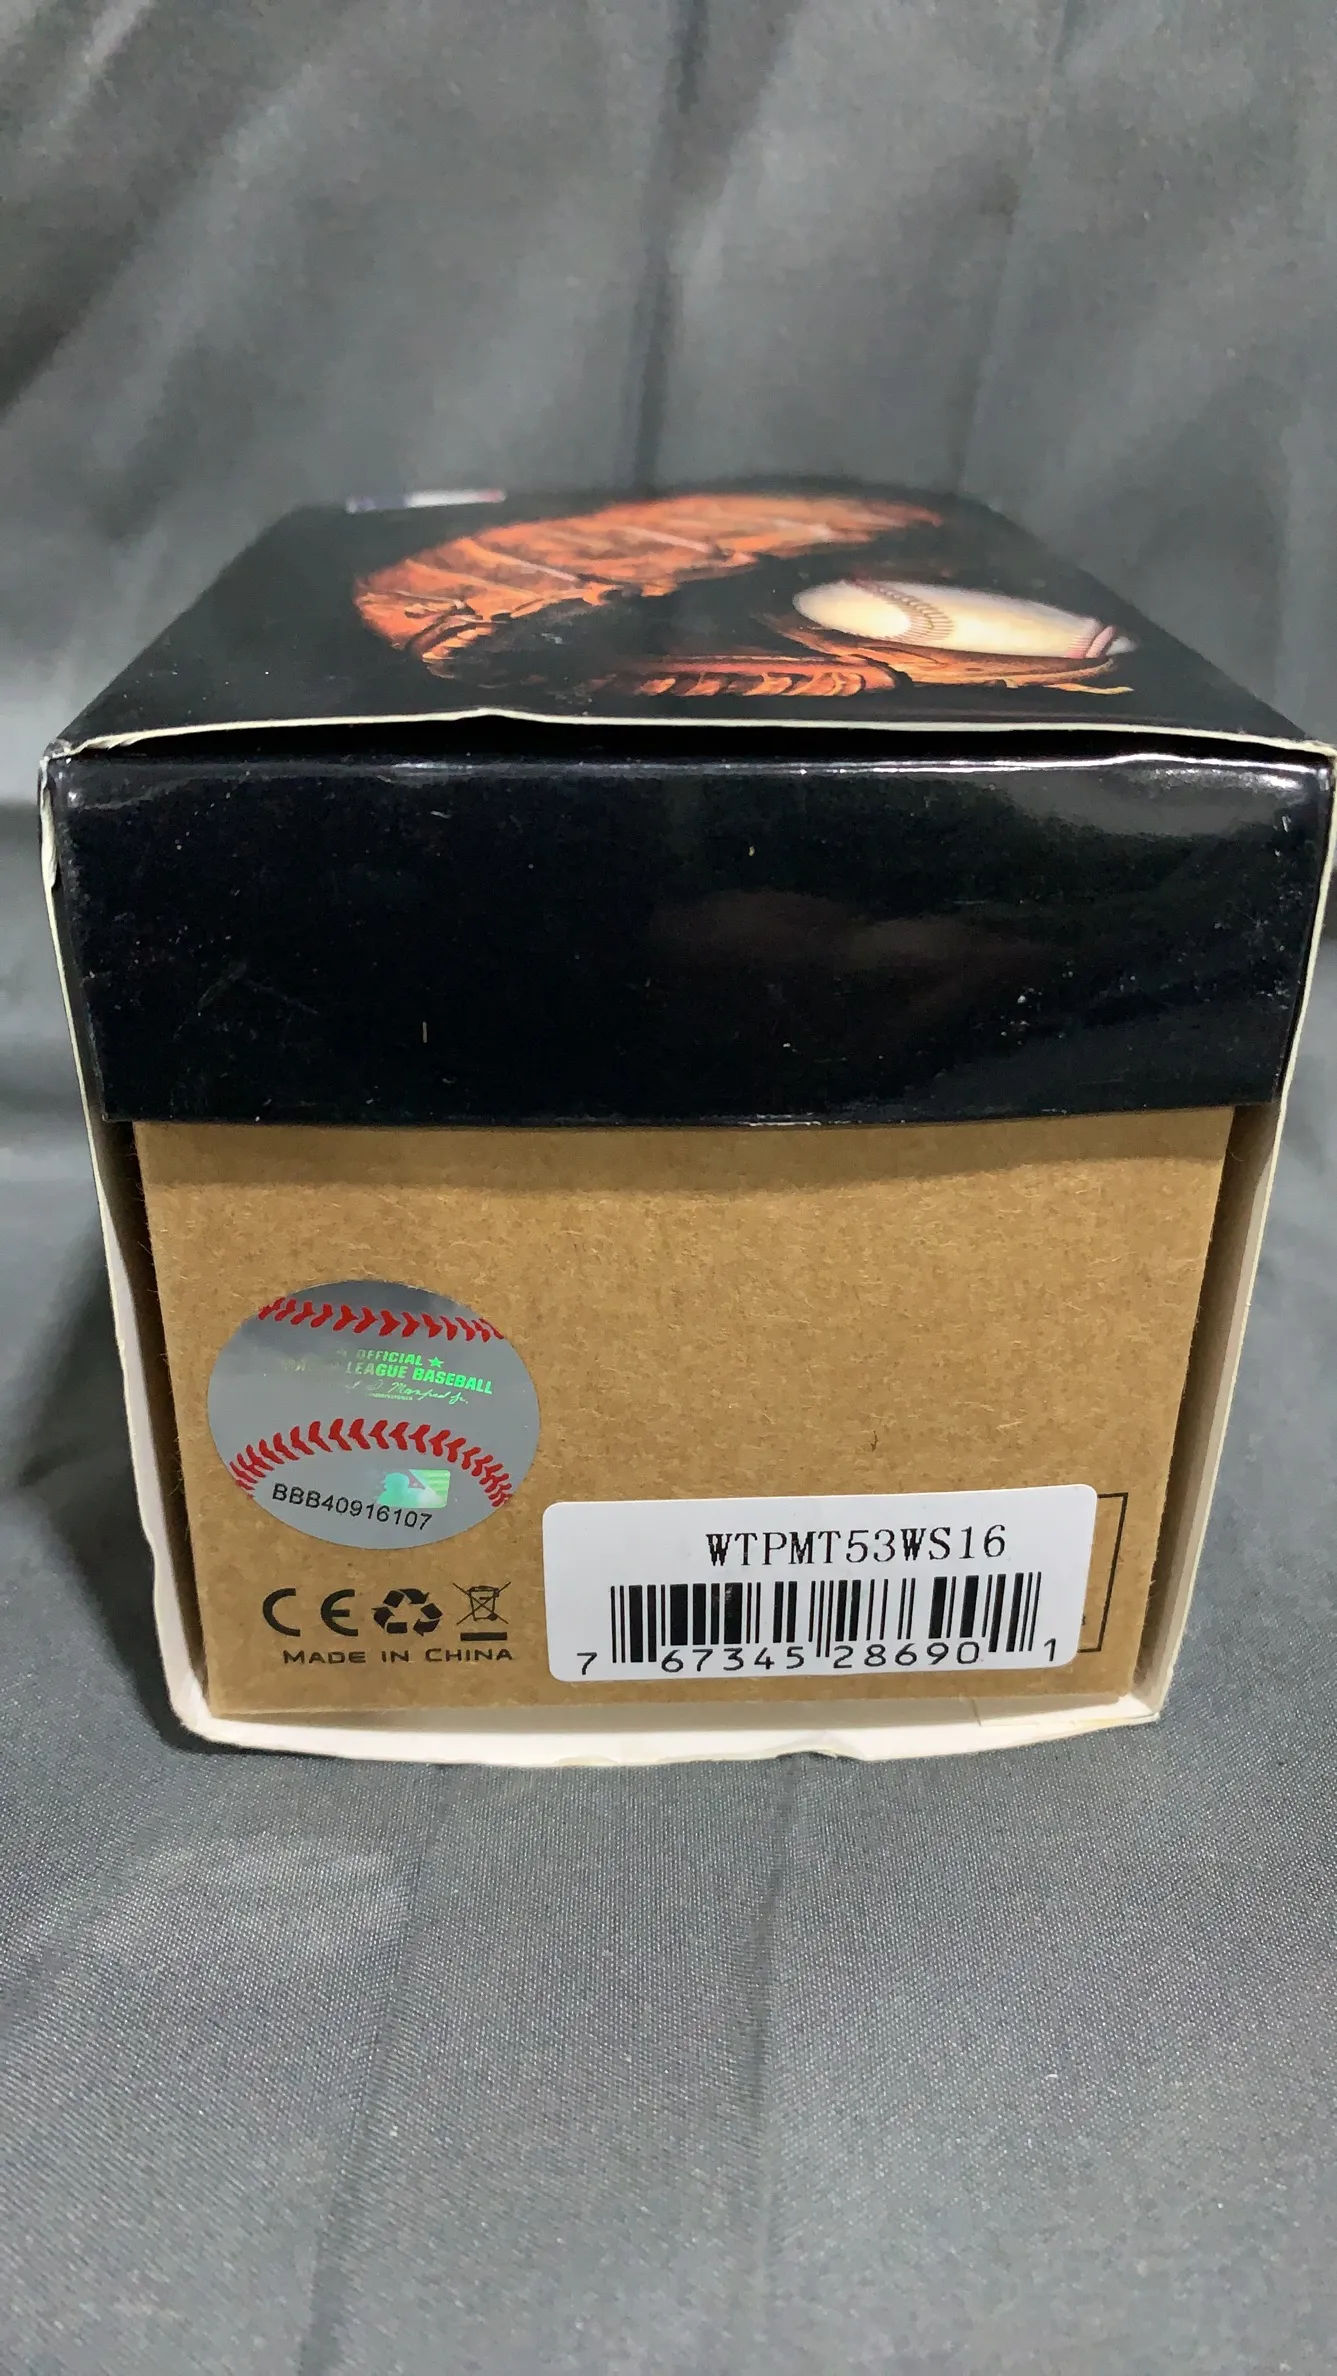 OFFICIAL ★
LEAGUE BASEBALL
BBB40916107
CE
MADE IN CHINA
WTPMT53WS16
7 67345 28690 1